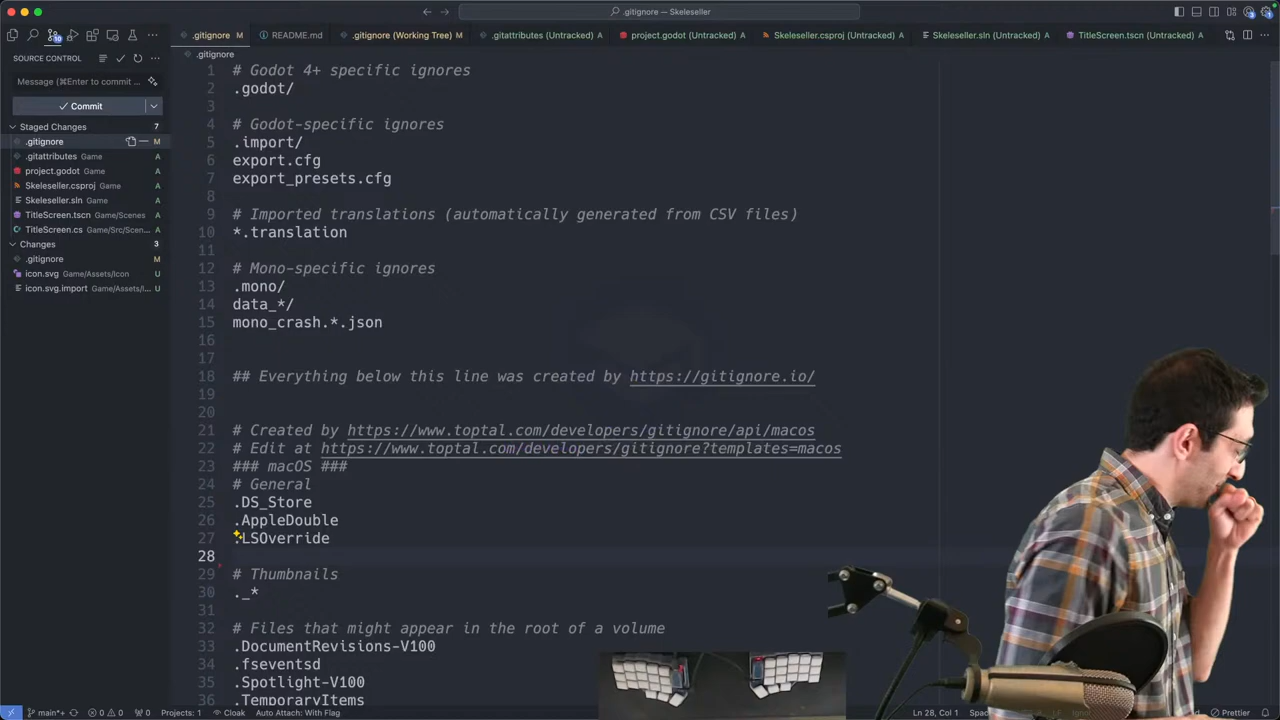 .gitignore — Skeleseller
.gitignore M
README.md
.gitignore (Working Tree) M
.gitattributes (Untracked) A
project.godot (Untracked) A
Skeleseller.csproj (Untracked) A
Skeleseller.sln (Untracked) A
TitleScreen.tscn (Untracked) A
SOURCE CONTROL
Message (⌘Enter to commit ...
Commit
Staged Changes 7
.gitignore M
.gitattributes Game A
project.godot Game A
Skeleseller.csproj Game A
Skeleseller.sln Game A
TitleScreen.tscn Game/Scenes A
TitleScreen.cs Game/Src/Scen... A
Changes 3
.gitignore M
icon.svg Game/Assets/Icon U
icon.svg.import Game/Assets/I... U
.gitignore
1 # Godot 4+ specific ignores
2 .godot/
3
4 # Godot-specific ignores
5 .import/
6 export.cfg
7 export_presets.cfg
8
9 # Imported translations (automatically generated from CSV files)
10 *.translation
11
12 # Mono-specific ignores
13 .mono/
14 data_*/
15 mono_crash.*.json
16
17
18 ## Everything below this line was created by https://gitignore.io/
19
20
21 # Created by https://www.toptal.com/developers/gitignore/api/macos
22 # Edit at https://www.toptal.com/developers/gitignore?templates=macos
23 ### macOS ###
24 # General
25 .DS_Store
26 .AppleDouble
27 .LSOverride
28
29 # Thumbnails
30 ._*
31
32 # Files that might appear in the root of a volume
33 .DocumentRevisions-V100
34 .fseventsd
35 .Spotlight-V100
36 .TemporaryItems
main*+ 0 0 0 Projects: 1 Cloak Auto Attach: With Flag Ln 28, Col 1 Prettier